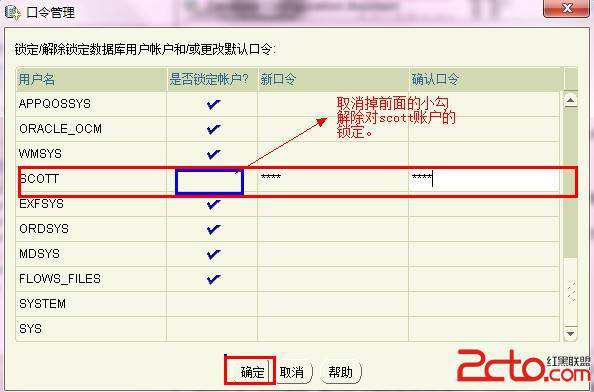 口令管理
锁定/解除锁定数据库用户帐户和/或更改默认口令:
用户名 是否锁定帐户? 新口令 确认口令
APPQOSSYS
ORACLE_OCM
WMSYS
SCOTT **** ****
EXFSYS
ORDSYS
MDSYS
FLOWS_FILES
SYSTEM
SYS
取消掉前面的小勾
解除对scott账户的
锁定。
确定 取消 帮助
2cto.com
红黑联盟